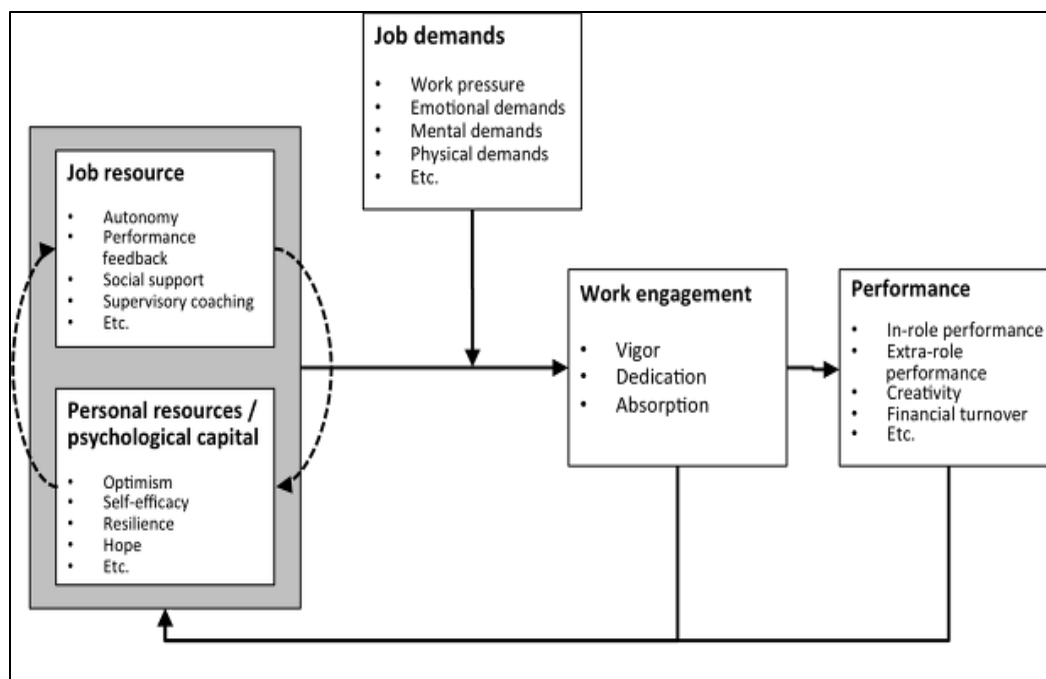 Job demands
• Work pressure
• Emotional demands
• Mental demands
• Physical demands
• Etc.
Job resource
• Autonomy
• Performance
feedback
• Social support
• Supervisory coaching
• Etc.
Personal resources /
psychological capital
• Optimism
• Self-efficacy
• Resilience
• Hope
• Etc.
Work engagement
• Vigor
• Dedication
• Absorption
Performance
• In-role performance
• Extra-role
performance
• Creativity
• Financial turnover
• Etc.